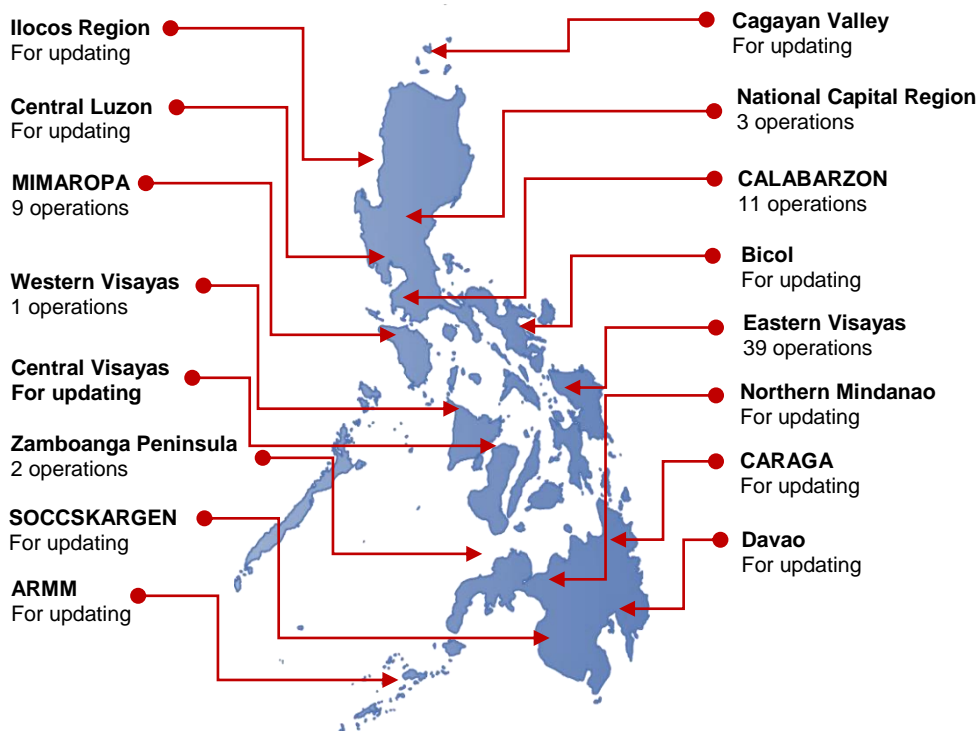 Ilocos Region
For updating
Central Luzon
For updating
MIMAROPA
9 operations
Western Visayas
1 operations
Central Visayas
For updating
Zamboanga Peninsula
2 operations
SOCCSKARGEN
For updating
ARMM
For updating
Cagayan Valley
For updating
National Capital Region
3 operations
CALABARZON
11 operations
Bicol
For updating
Eastern Visayas
39 operations
Northern Mindanao
For updating
CARAGA
For updating
Davao
For updating